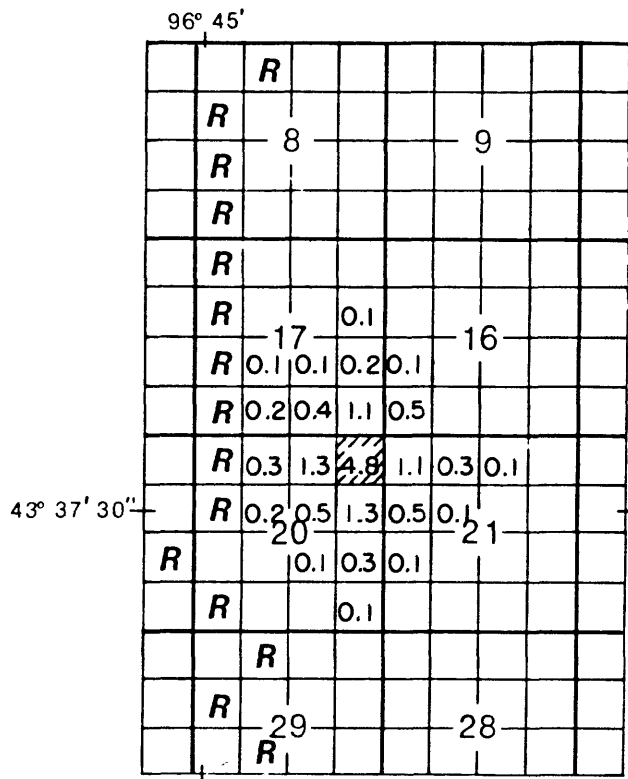 96° 45'
R
R
8 9
R
R
R
R 0.1
17 16
R 0.1 0.1 0.2 0.1
R 0.2 0.4 1.1 0.5
R 0.3 1.3 4.8 1.1 0.3 0.1
43° 37' 30" R 0.2 0.5 1.3 0.5 0.1
20 21
R 0.1 0.3 0.1
R 0.1
R
R
29 28
R